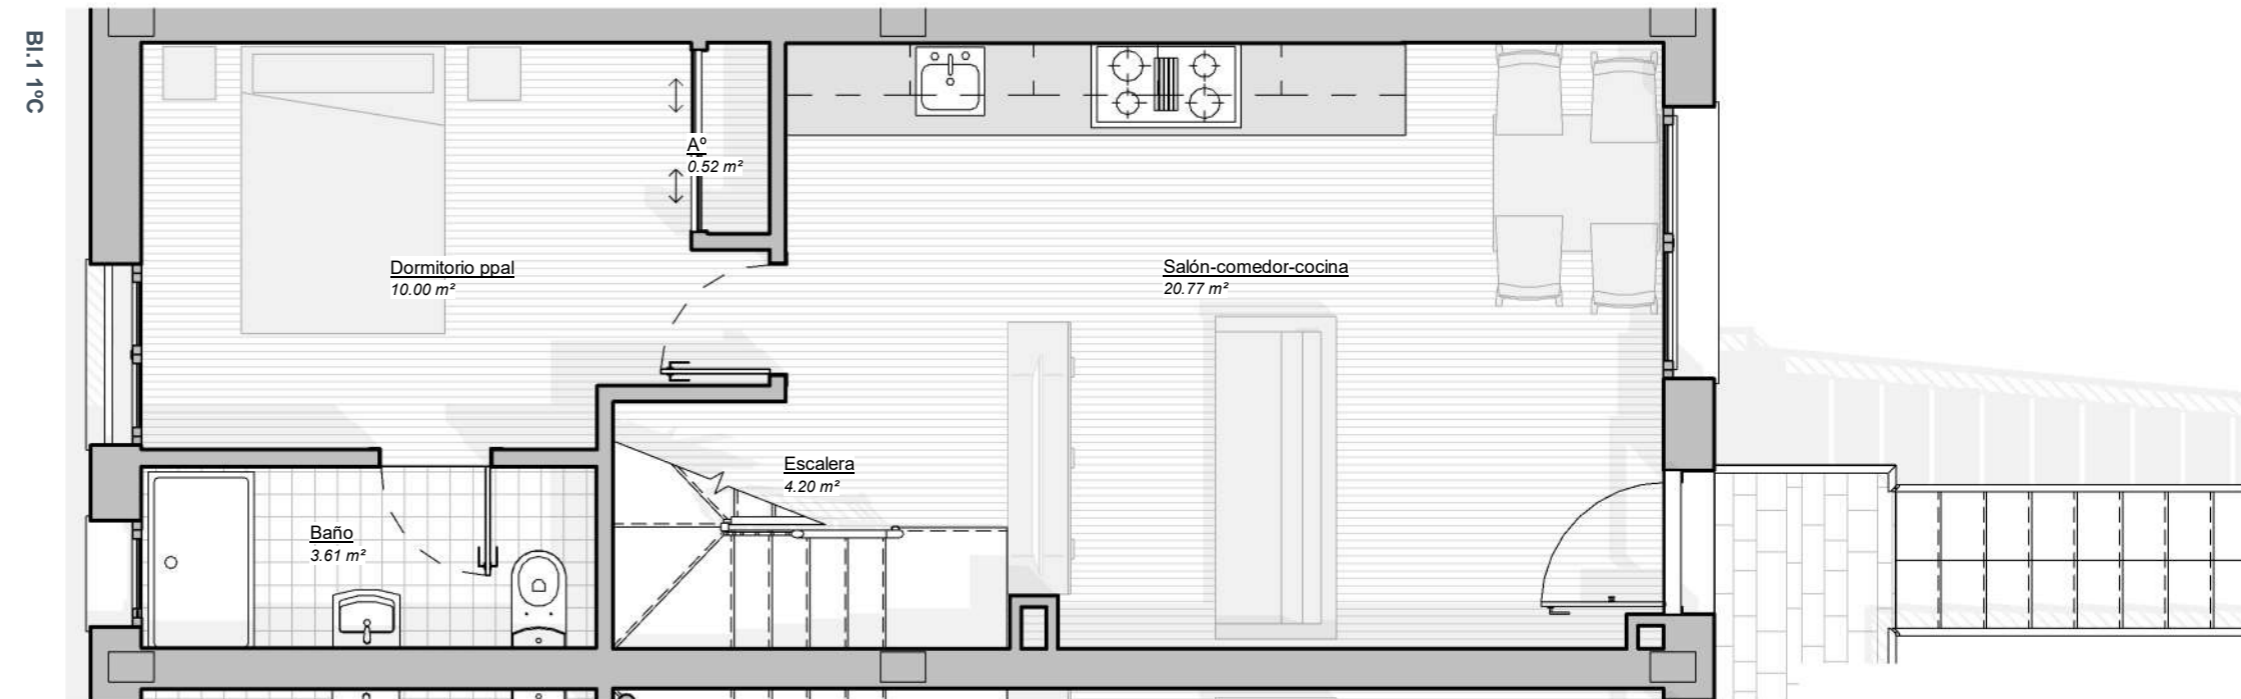 Bl.1 1ºC
Aº
0.52 m²
Dormitorio ppal
10.00 m²
Salón-comedor-cocina
20.77 m²
Escalera
4.20 m²
Baño
3.61 m²